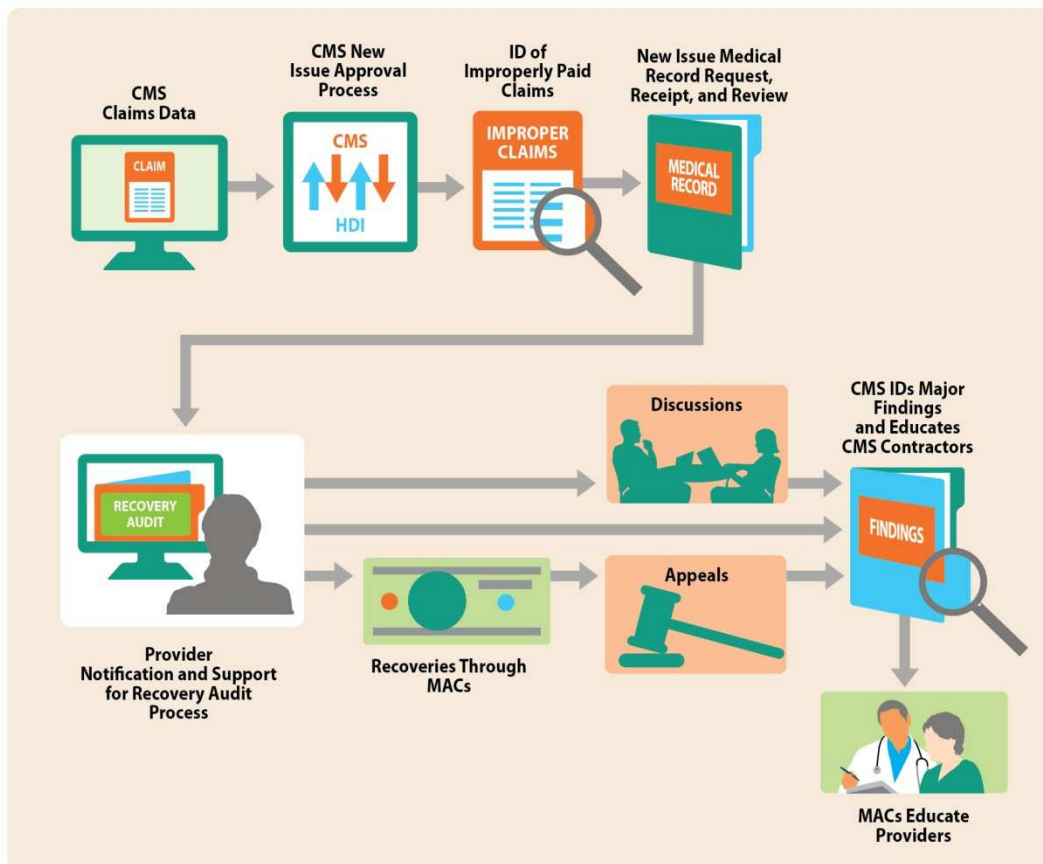 CMS
Claims Data
CLAIM
CMS New
Issue Approval
Process
CMS
HDI
ID of
Improperly Paid
Claims
IMPROPER
CLAIMS
New Issue Medical
Record Request,
Receipt, and Review
MEDICAL
RECORD
RECOVERY
AUDIT
Provider
Notification and Support
for Recovery Audit
Process
Discussions
Recoveries Through
MACs
Appeals
CMS IDs Major
Findings
and Educates
CMS Contractors
FINDINGS
MACs Educate
Providers